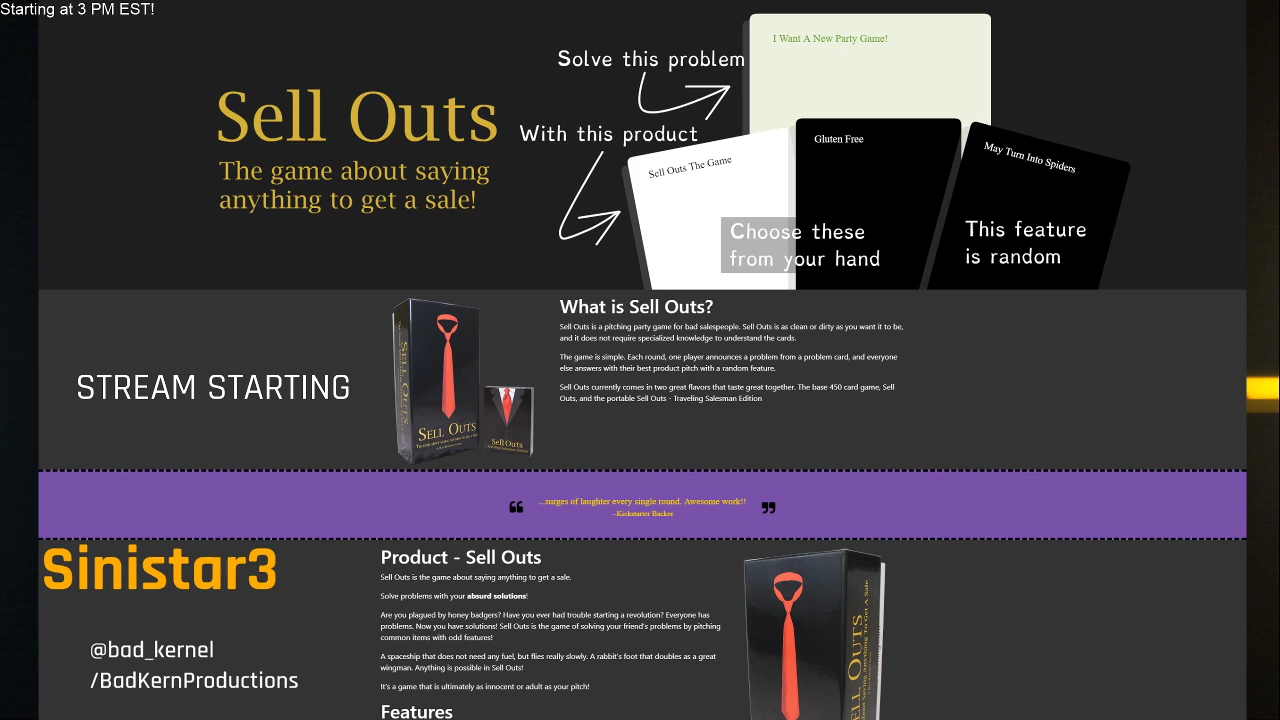 Starting at 3 PM EST!
Sell Outs
The game about saying
anything to get a sale!
Solve this problem
With this product
I Want A New Party Game!
Sell Outs The Game
Gluten Free
May Turn Into Spiders
Choose these
from your hand
This feature
is random
STREAM STARTING
SELL OUTS
SELL OUTS
Sell Outs
What is Sell Outs?
Sell Outs is a pitching party game for bad salespeople. Sell Outs is as clean or dirty as you want it to be,
and it does not require specialized knowledge to understand the cards.
The game is simple. Each round, one player announces a problem from a problem card, and everyone
else answers with their best product pitch with a random feature.
Sell Outs currently comes in two great flavors that taste great together. The base 450 card game, Sell
Outs, and the portable Sell Outs - Traveling Salesman Edition
...surges of laughter every single round. Awesome work!!
--Kickstarter Backer
Sinistar3
@bad_kernel
/BadKernProductions
Product - Sell Outs
Sell Outs is the game about saying anything to get a sale.
Solve problems with your absurd solutions!
Are you plagued by honey badgers? Have you ever had trouble starting a revolution? Everyone has
problems. Now you have solutions! Sell Outs is the game of solving your friend's problems by pitching
common items with odd features!
A spaceship that does not need any fuel, but flies really slowly. A rabbit's foot that doubles as a great
wingman. Anything is possible in Sell Outs!
It's a game that is ultimately as innocent or adult as your pitch!
Features
SELL OUTS
About Saying Anything To Get A Sale